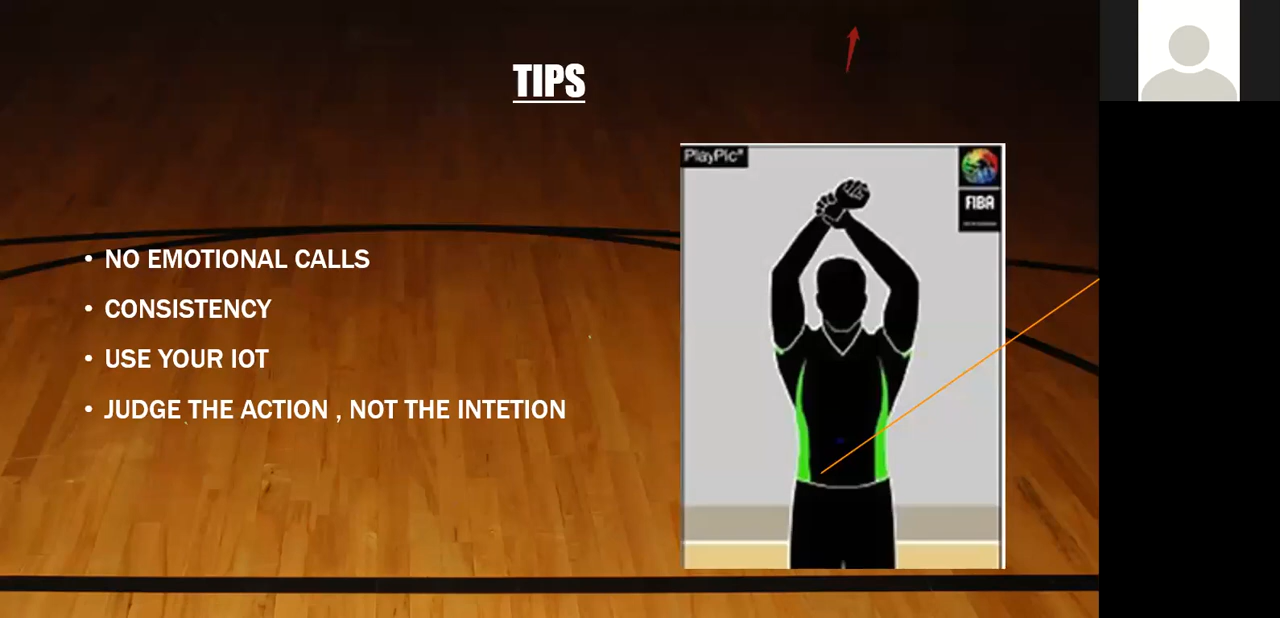 TIPS
• NO EMOTIONAL CALLS
• CONSISTENCY
• USE YOUR IOT
• JUDGE THE ACTION , NOT THE INTETION
PlayPic
FIBA